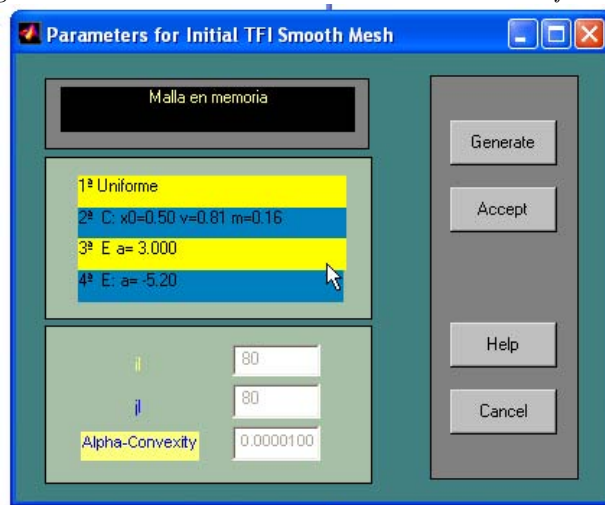 Parameters for Initial TFI Smooth Mesh
Malla en memoria
1ª Uniforme
2ª C: x0=0.50 v=0.81 m=0.16
3ª E a= 3.000
4ª E: a= -5.20
il 80
jl 80
Alpha-Convexity 0.0000100
Generate
Accept
Help
Cancel